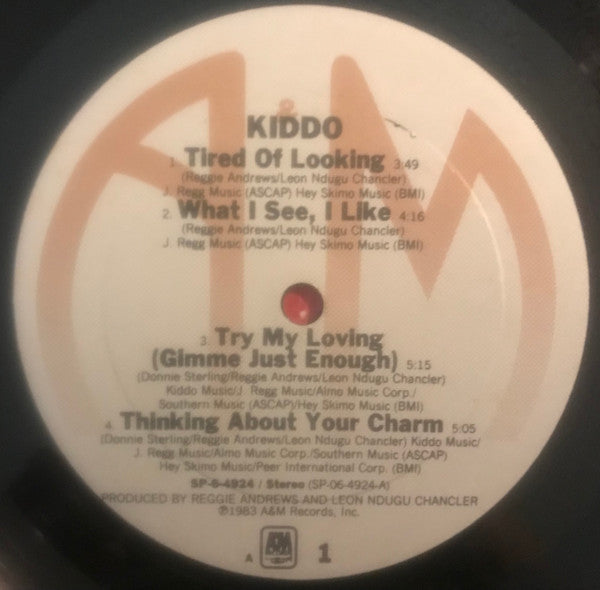 A&M
KIDDO
1. Tired Of Looking 3:49
(Reggie Andrews/Leon Ndugu Chancler)
J. Regg Music (ASCAP) Hey Skimo Music (BMI)
2. What I See, I Like 4:16
(Reggie Andrews/Leon Ndugu Chancler)
J. Regg Music (ASCAP) Hey Skimo Music (BMI)
3. Try My Loving
(Gimme Just Enough) 5:15
(Donnie Sterling/Reggie Andrews/Leon Ndugu Chancler)
Kiddo Music/J. Regg Music/Almo Music Corp./
Southern Music (ASCAP)/Hey Skimo Music (BMI)
4. Thinking About Your Charm 5:05
(Donnie Sterling/Reggie Andrews/Leon Ndugu Chancler) Kiddo Music/
J. Regg Music/Almo Music Corp./Southern Music (ASCAP)
Hey Skimo Music/Peer International Corp. (BMI)
SP-6-4924 / Stereo (SP-06-4924-A)
PRODUCED BY REGGIE ANDREWS AND LEON NDUGU CHANCLER
℗1983 A&M Records, Inc.
A A&M 1